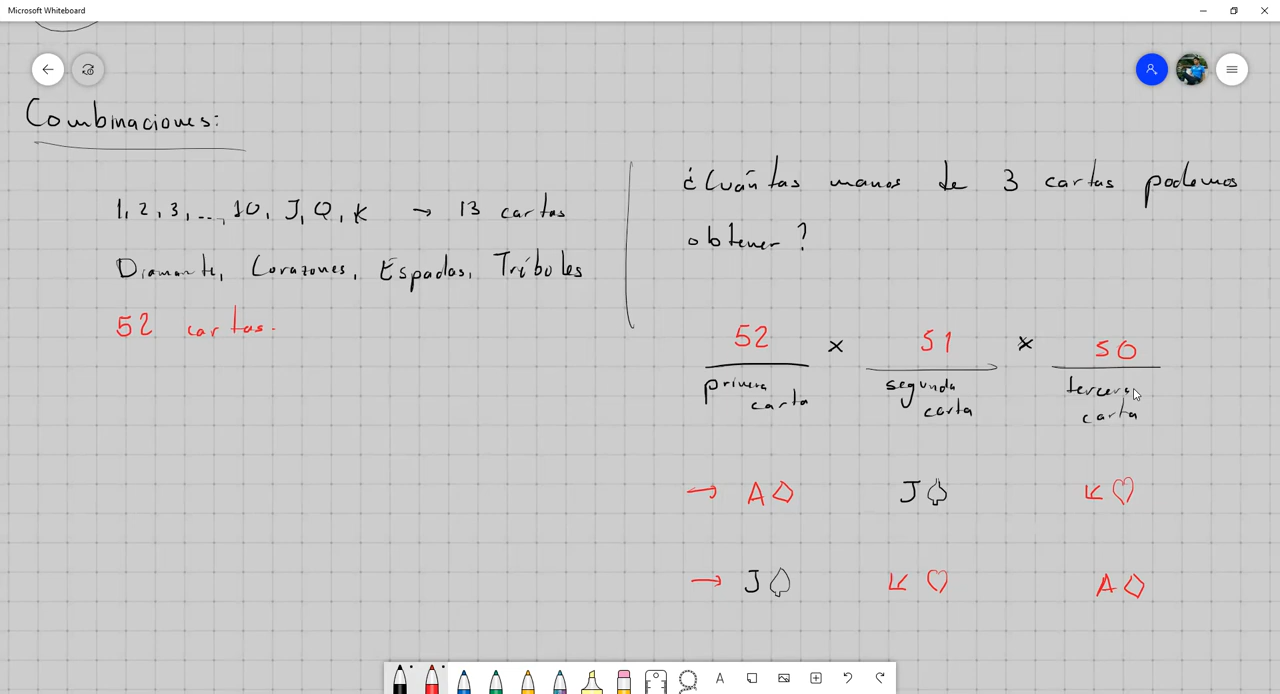 Microsoft Whiteboard
Combinaciones:
1, 2, 3, ..., 10, J, Q, K → 13 cartas
Diamante, Corazones, Espadas, Tréboles
52 cartas.
¿Cuántas manos de 3 cartas podemos
obtener?
52 x 51 x 50
primera carta
segunda carta
tercera carta
→ A♢ J♤ K♡
→ J♤ K♡ A♢
A